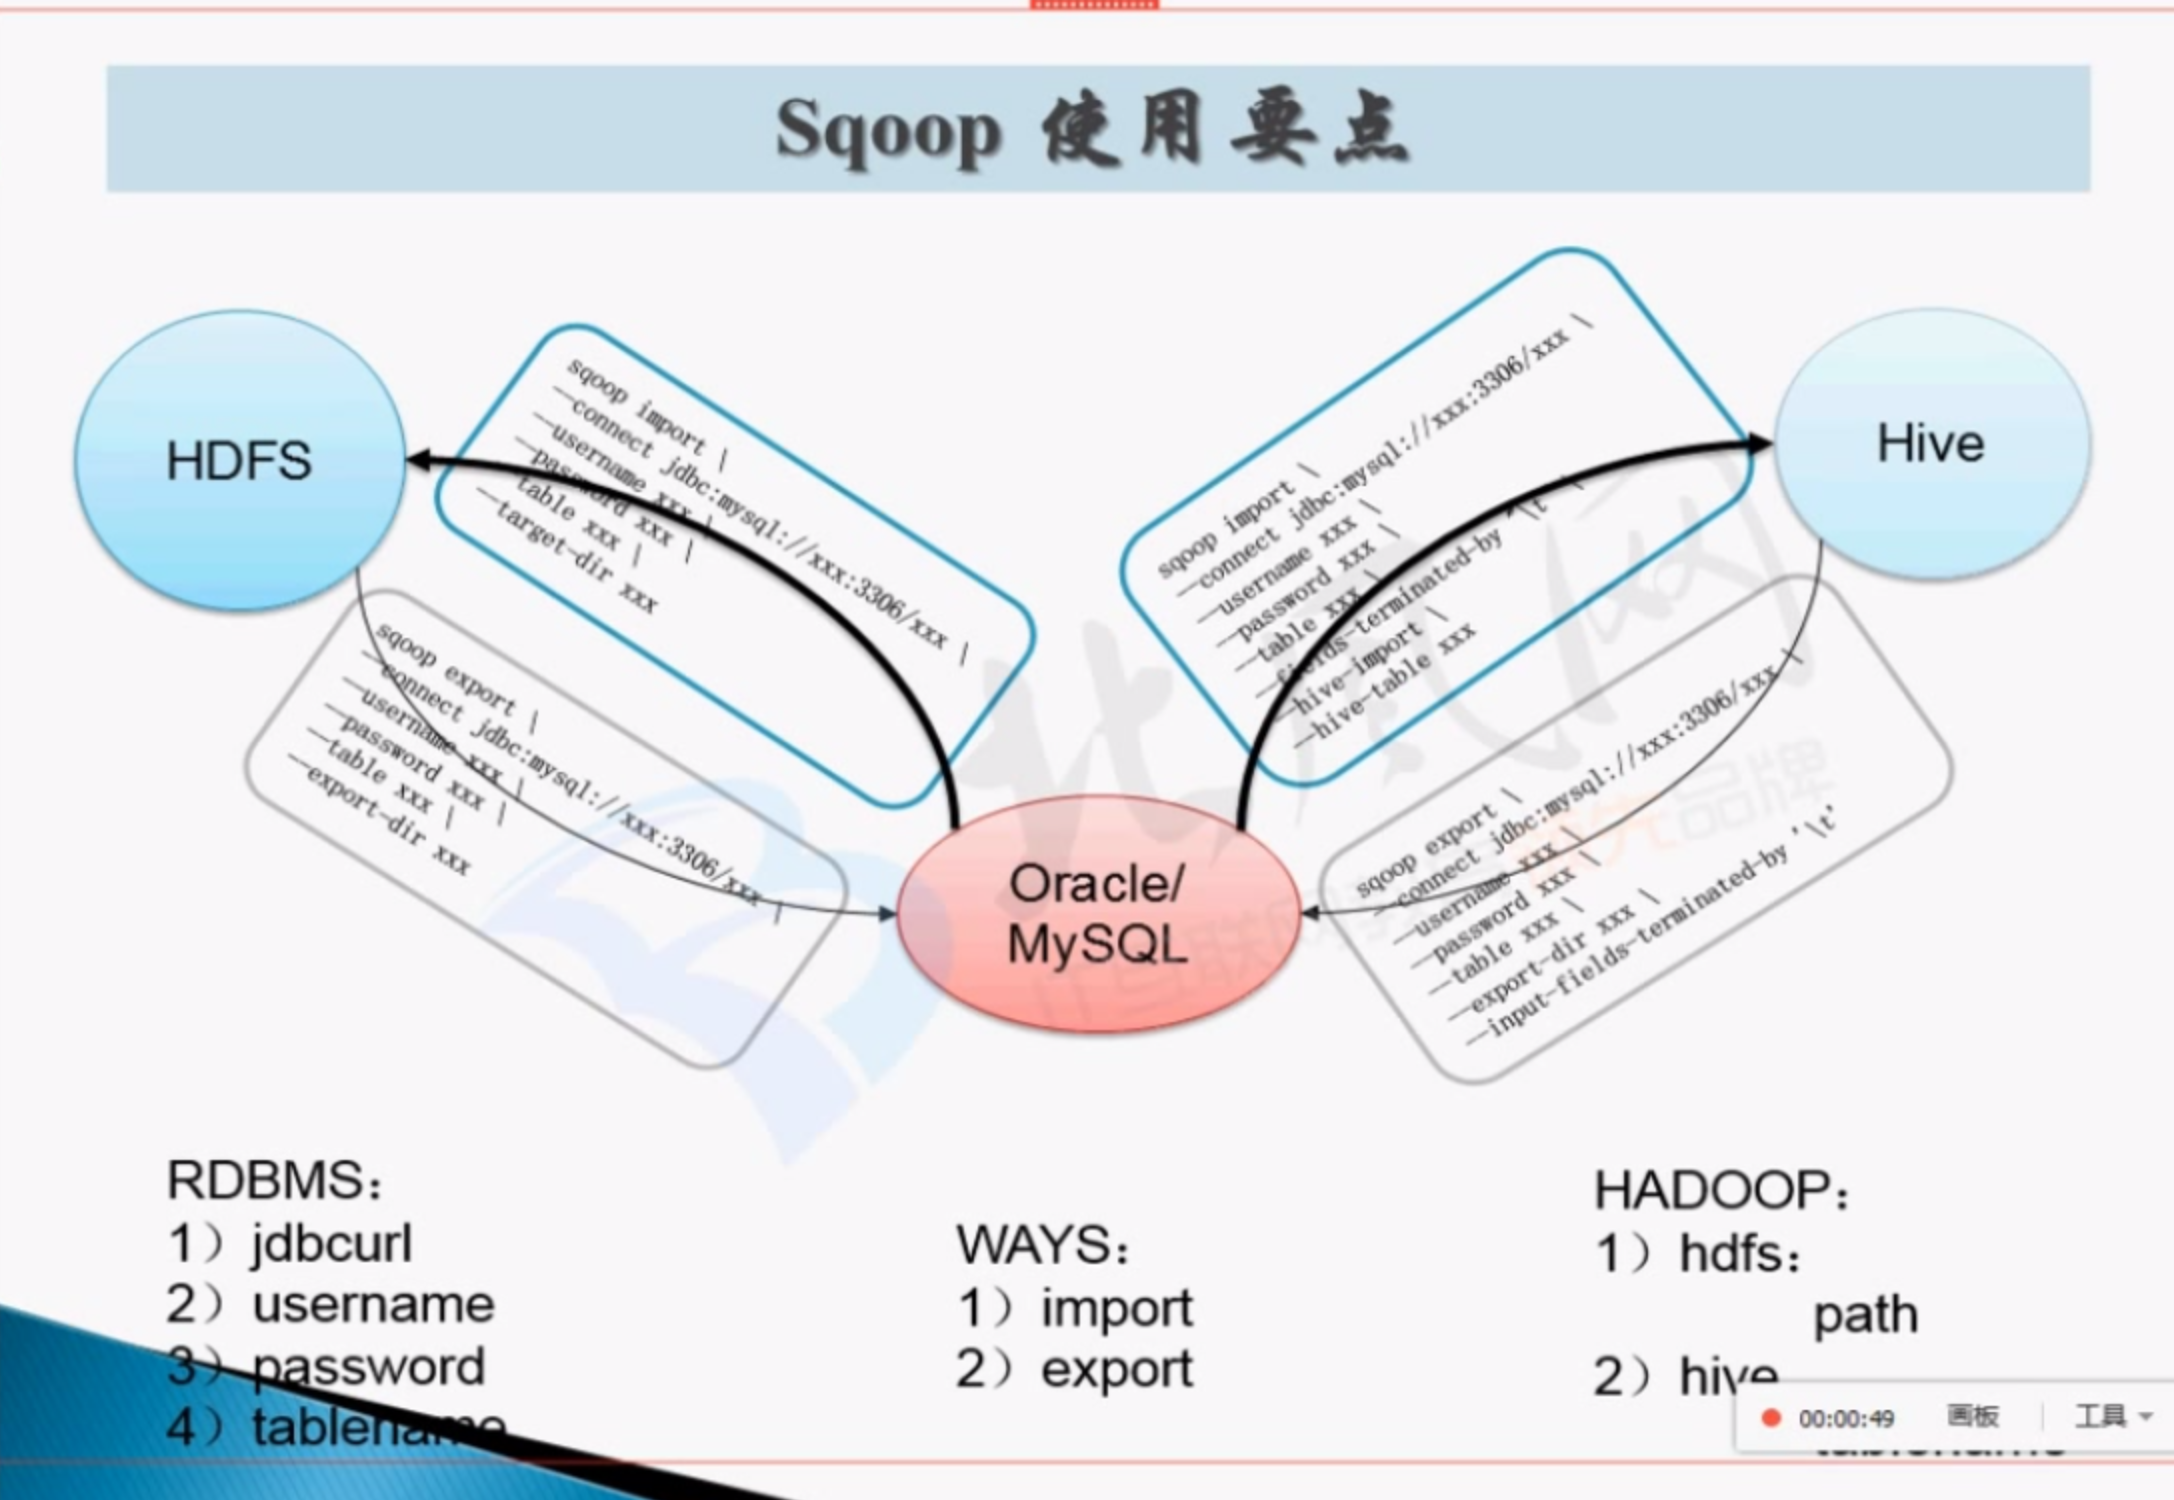 Sqoop 使用要点
HDFS
sqoop import \
--connect jdbc:mysql://xxx:3306/xxx \
--username xxx \
--password xxx \
--table xxx \
--target-dir xxx
sqoop import \
--connect jdbc:mysql://xxx:3306/xxx \
--username xxx \
--password xxx \
--table xxx \
--fields-terminated-by '\t' \
--hive-import \
--hive-table xxx
Hive
sqoop export \
--connect jdbc:mysql://xxx:3306/xxx \
--username xxx \
--password xxx \
--table xxx \
--export-dir xxx
Oracle/
MySQL
sqoop export \
--connect jdbc:mysql://xxx:3306/xxx \
--username xxx \
--password xxx \
--table xxx \
--export-dir xxx \
--input-fields-terminated-by '\t'
RDBMS：
1）jdbcurl
2）username
3）password
4）tablename
WAYS：
1）import
2）export
HADOOP：
1）hdfs：
path
2）hive
00:00:49 画板 工具